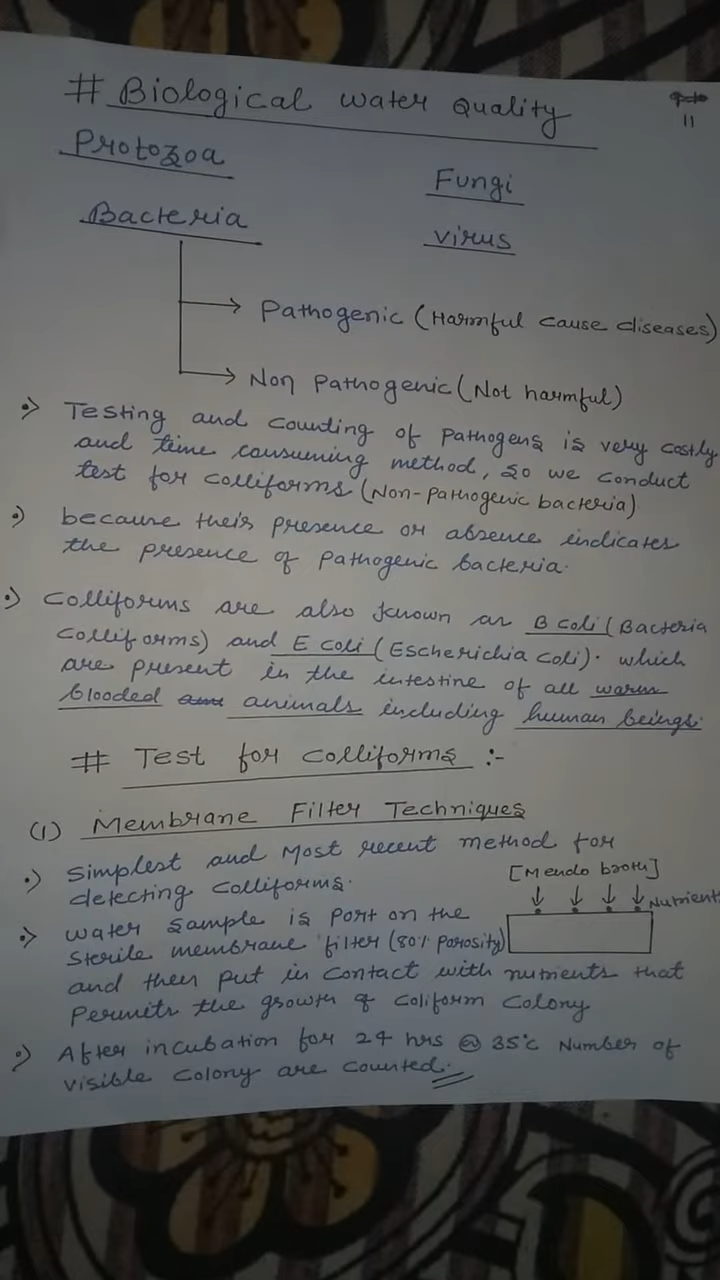 # Biological Water Quality
11
Protozoa
Fungi
Bacteria
Virus
Pathogenic (Harmful cause diseases)
Non Pathogenic (Not harmful)
Testing and counting of pathogens is very costly
and time consuming method, so we conduct
test for colliforms (Non-pathogenic bacteria)
because their presence or absence indicates
the presence of pathogenic bacteria.
Colliforms are also known as B coli (Bacteria
colliforms) and E coli (Escherichia coli). which
are present in the intestine of all warm
blooded animals including human beings.
# Test for colliforms :-
(1) Membrane Filter Techniques
Simplest and Most recent method for
detecting colliforms.
[Mendo broth]
Nutrient
Water sample is port on the
Sterile membrane filter (80% Porosity)
and then put in contact with nutrients that
Permits the growth of coliform colony
After incubation for 24 hrs @ 35°c Number of
visible colony are counted.